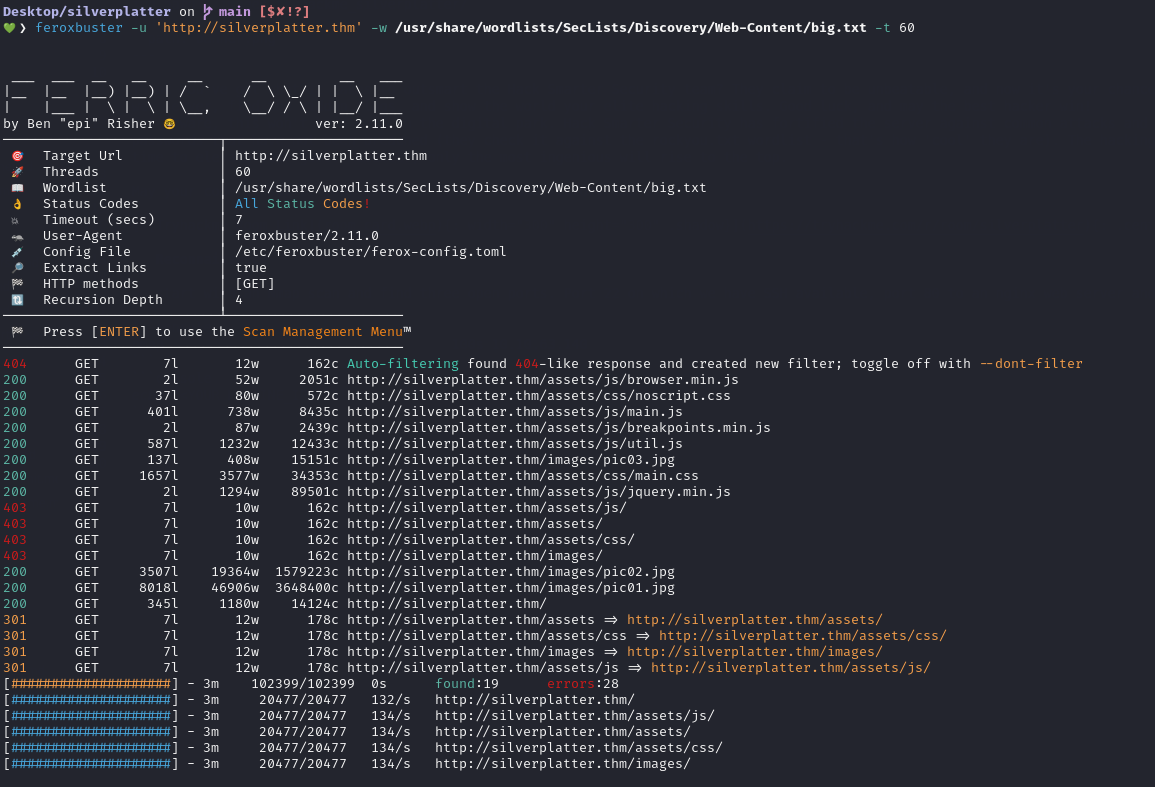 Desktop/silverplatter on main [$✘!?]
💚 ❯ feroxbuster -u 'http://silverplatter.thm' -w /usr/share/wordlists/SecLists/Discovery/Web-Content/big.txt -t 60
 ___  ___  __   __     __      __         __   ___
|__  |__  |__) |__) | /  `    /  \ \_/ | |  \ |__
|    |___ |  \ |  \ | \__,    \__/ / \ | |__/ |___
by Ben "epi" Risher 🤓                 ver: 2.11.0
🎯 Target Url │ http://silverplatter.thm
🚀 Threads │ 60
📖 Wordlist │ /usr/share/wordlists/SecLists/Discovery/Web-Content/big.txt
👌 Status Codes │ All Status Codes!
💥 Timeout (secs) │ 7
🦡 User-Agent │ feroxbuster/2.11.0
💉 Config File │ /etc/feroxbuster/ferox-config.toml
🔎 Extract Links │ true
🏁 HTTP methods │ [GET]
🔃 Recursion Depth │ 4
🏁 Press [ENTER] to use the Scan Management Menu™
404 GET 7l 12w 162c Auto-filtering found 404-like response and created new filter; toggle off with --dont-filter
200 GET 2l 52w 2051c http://silverplatter.thm/assets/js/browser.min.js
200 GET 37l 80w 572c http://silverplatter.thm/assets/css/noscript.css
200 GET 401l 738w 8435c http://silverplatter.thm/assets/js/main.js
200 GET 2l 87w 2439c http://silverplatter.thm/assets/js/breakpoints.min.js
200 GET 587l 1232w 12433c http://silverplatter.thm/assets/js/util.js
200 GET 137l 408w 15151c http://silverplatter.thm/images/pic03.jpg
200 GET 1657l 3577w 34353c http://silverplatter.thm/assets/css/main.css
200 GET 2l 1294w 89501c http://silverplatter.thm/assets/js/jquery.min.js
403 GET 7l 10w 162c http://silverplatter.thm/assets/js/
403 GET 7l 10w 162c http://silverplatter.thm/assets/
403 GET 7l 10w 162c http://silverplatter.thm/assets/css/
403 GET 7l 10w 162c http://silverplatter.thm/images/
200 GET 3507l 19364w 1579223c http://silverplatter.thm/images/pic02.jpg
200 GET 8018l 46906w 3648400c http://silverplatter.thm/images/pic01.jpg
200 GET 345l 1180w 14124c http://silverplatter.thm/
301 GET 7l 12w 178c http://silverplatter.thm/assets => http://silverplatter.thm/assets/
301 GET 7l 12w 178c http://silverplatter.thm/assets/css => http://silverplatter.thm/assets/css/
301 GET 7l 12w 178c http://silverplatter.thm/images => http://silverplatter.thm/images/
301 GET 7l 12w 178c http://silverplatter.thm/assets/js => http://silverplatter.thm/assets/js/
[####################] - 3m 102399/102399 0s found:19 errors:28
[####################] - 3m 20477/20477 132/s http://silverplatter.thm/
[####################] - 3m 20477/20477 134/s http://silverplatter.thm/assets/js/
[####################] - 3m 20477/20477 134/s http://silverplatter.thm/assets/
[####################] - 3m 20477/20477 134/s http://silverplatter.thm/assets/css/
[####################] - 3m 20477/20477 134/s http://silverplatter.thm/images/